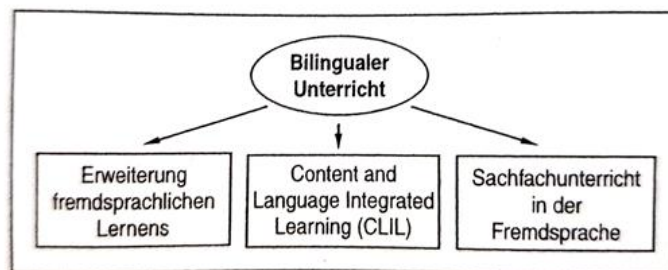 Bilingualer
Unterricht
Erweiterung
fremdsprachlichen
Lernens
Content and
Language Integrated
Learning (CLIL)
Sachfachunterricht
in der
Fremdsprache